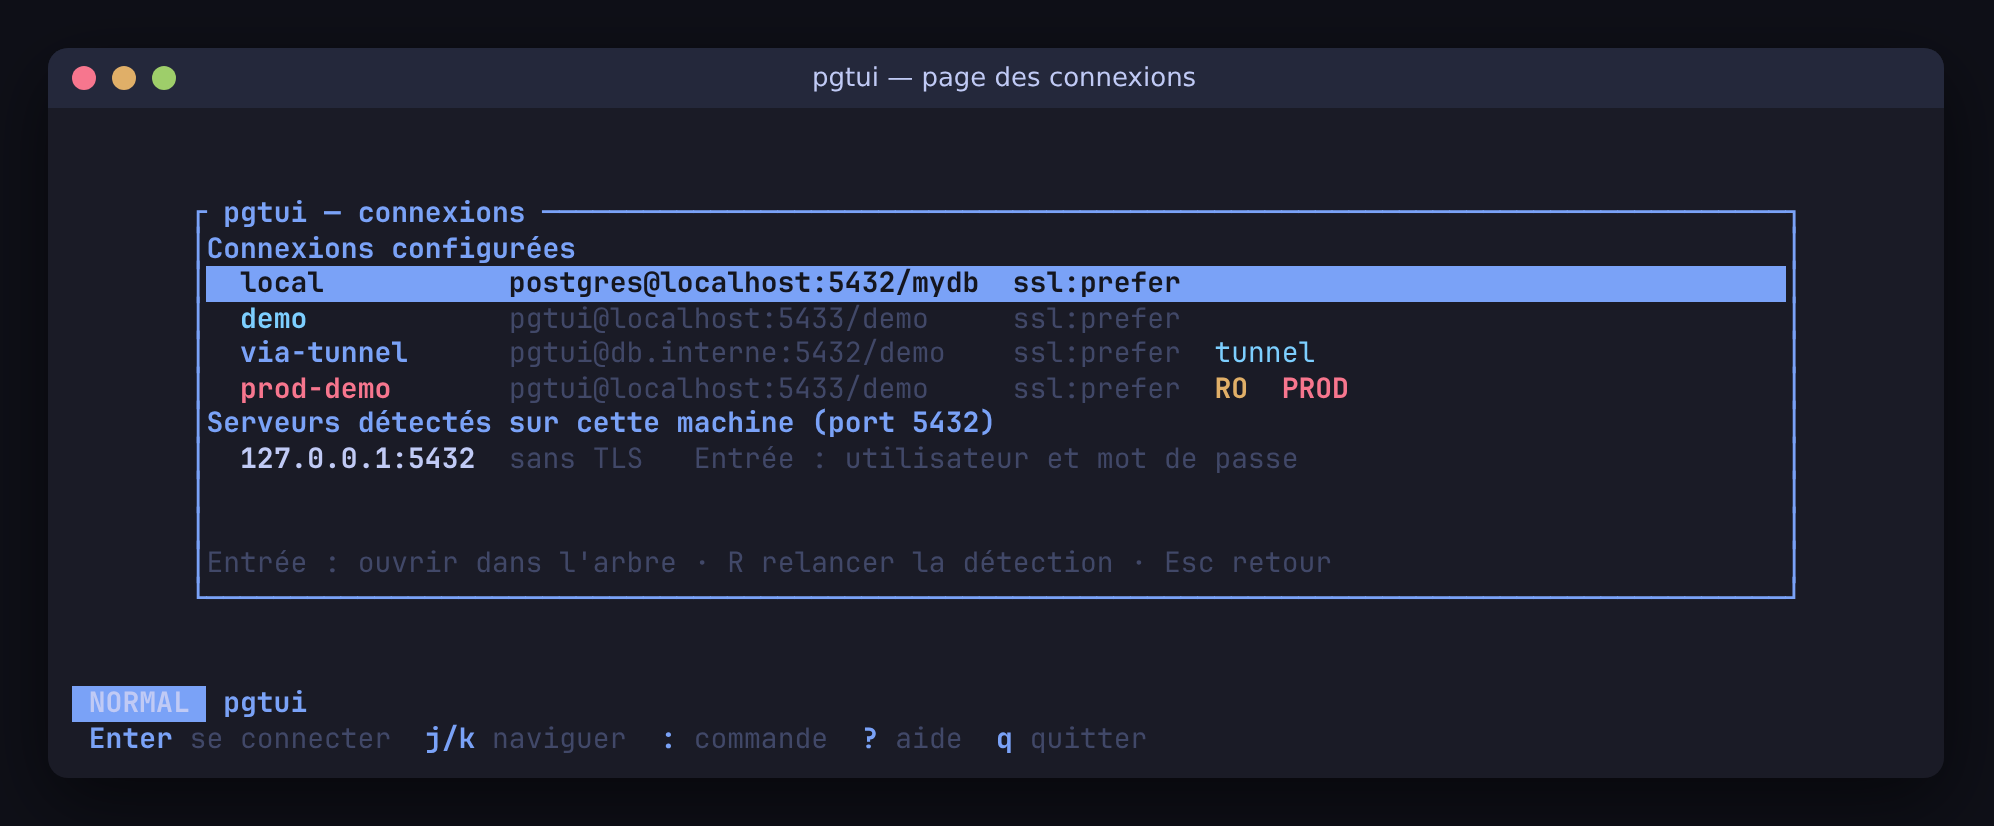 pgtui — page des connexions
pgtui — connexions
Connexions configurées
local postgres@localhost:5432/mydb ssl:prefer
demo pgtui@localhost:5433/demo ssl:prefer
via-tunnel pgtui@db.interne:5432/demo ssl:prefer tunnel
prod-demo pgtui@localhost:5433/demo ssl:prefer RO PROD
Serveurs détectés sur cette machine (port 5432)
127.0.0.1:5432 sans TLS Entrée : utilisateur et mot de passe
Entrée : ouvrir dans l'arbre · R relancer la détection · Esc retour
NORMAL pgtui
Enter se connecter j/k naviguer : commande ? aide q quitter